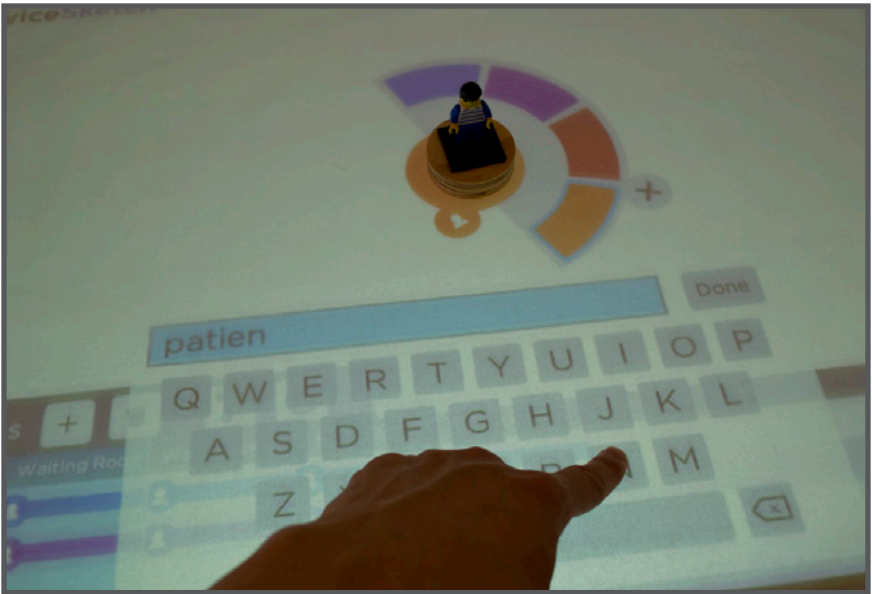 viceSketch
Done
patien
Q W E R T Y U I O P
A S D F G H J K L
Z B N M
S +
Waiting Room